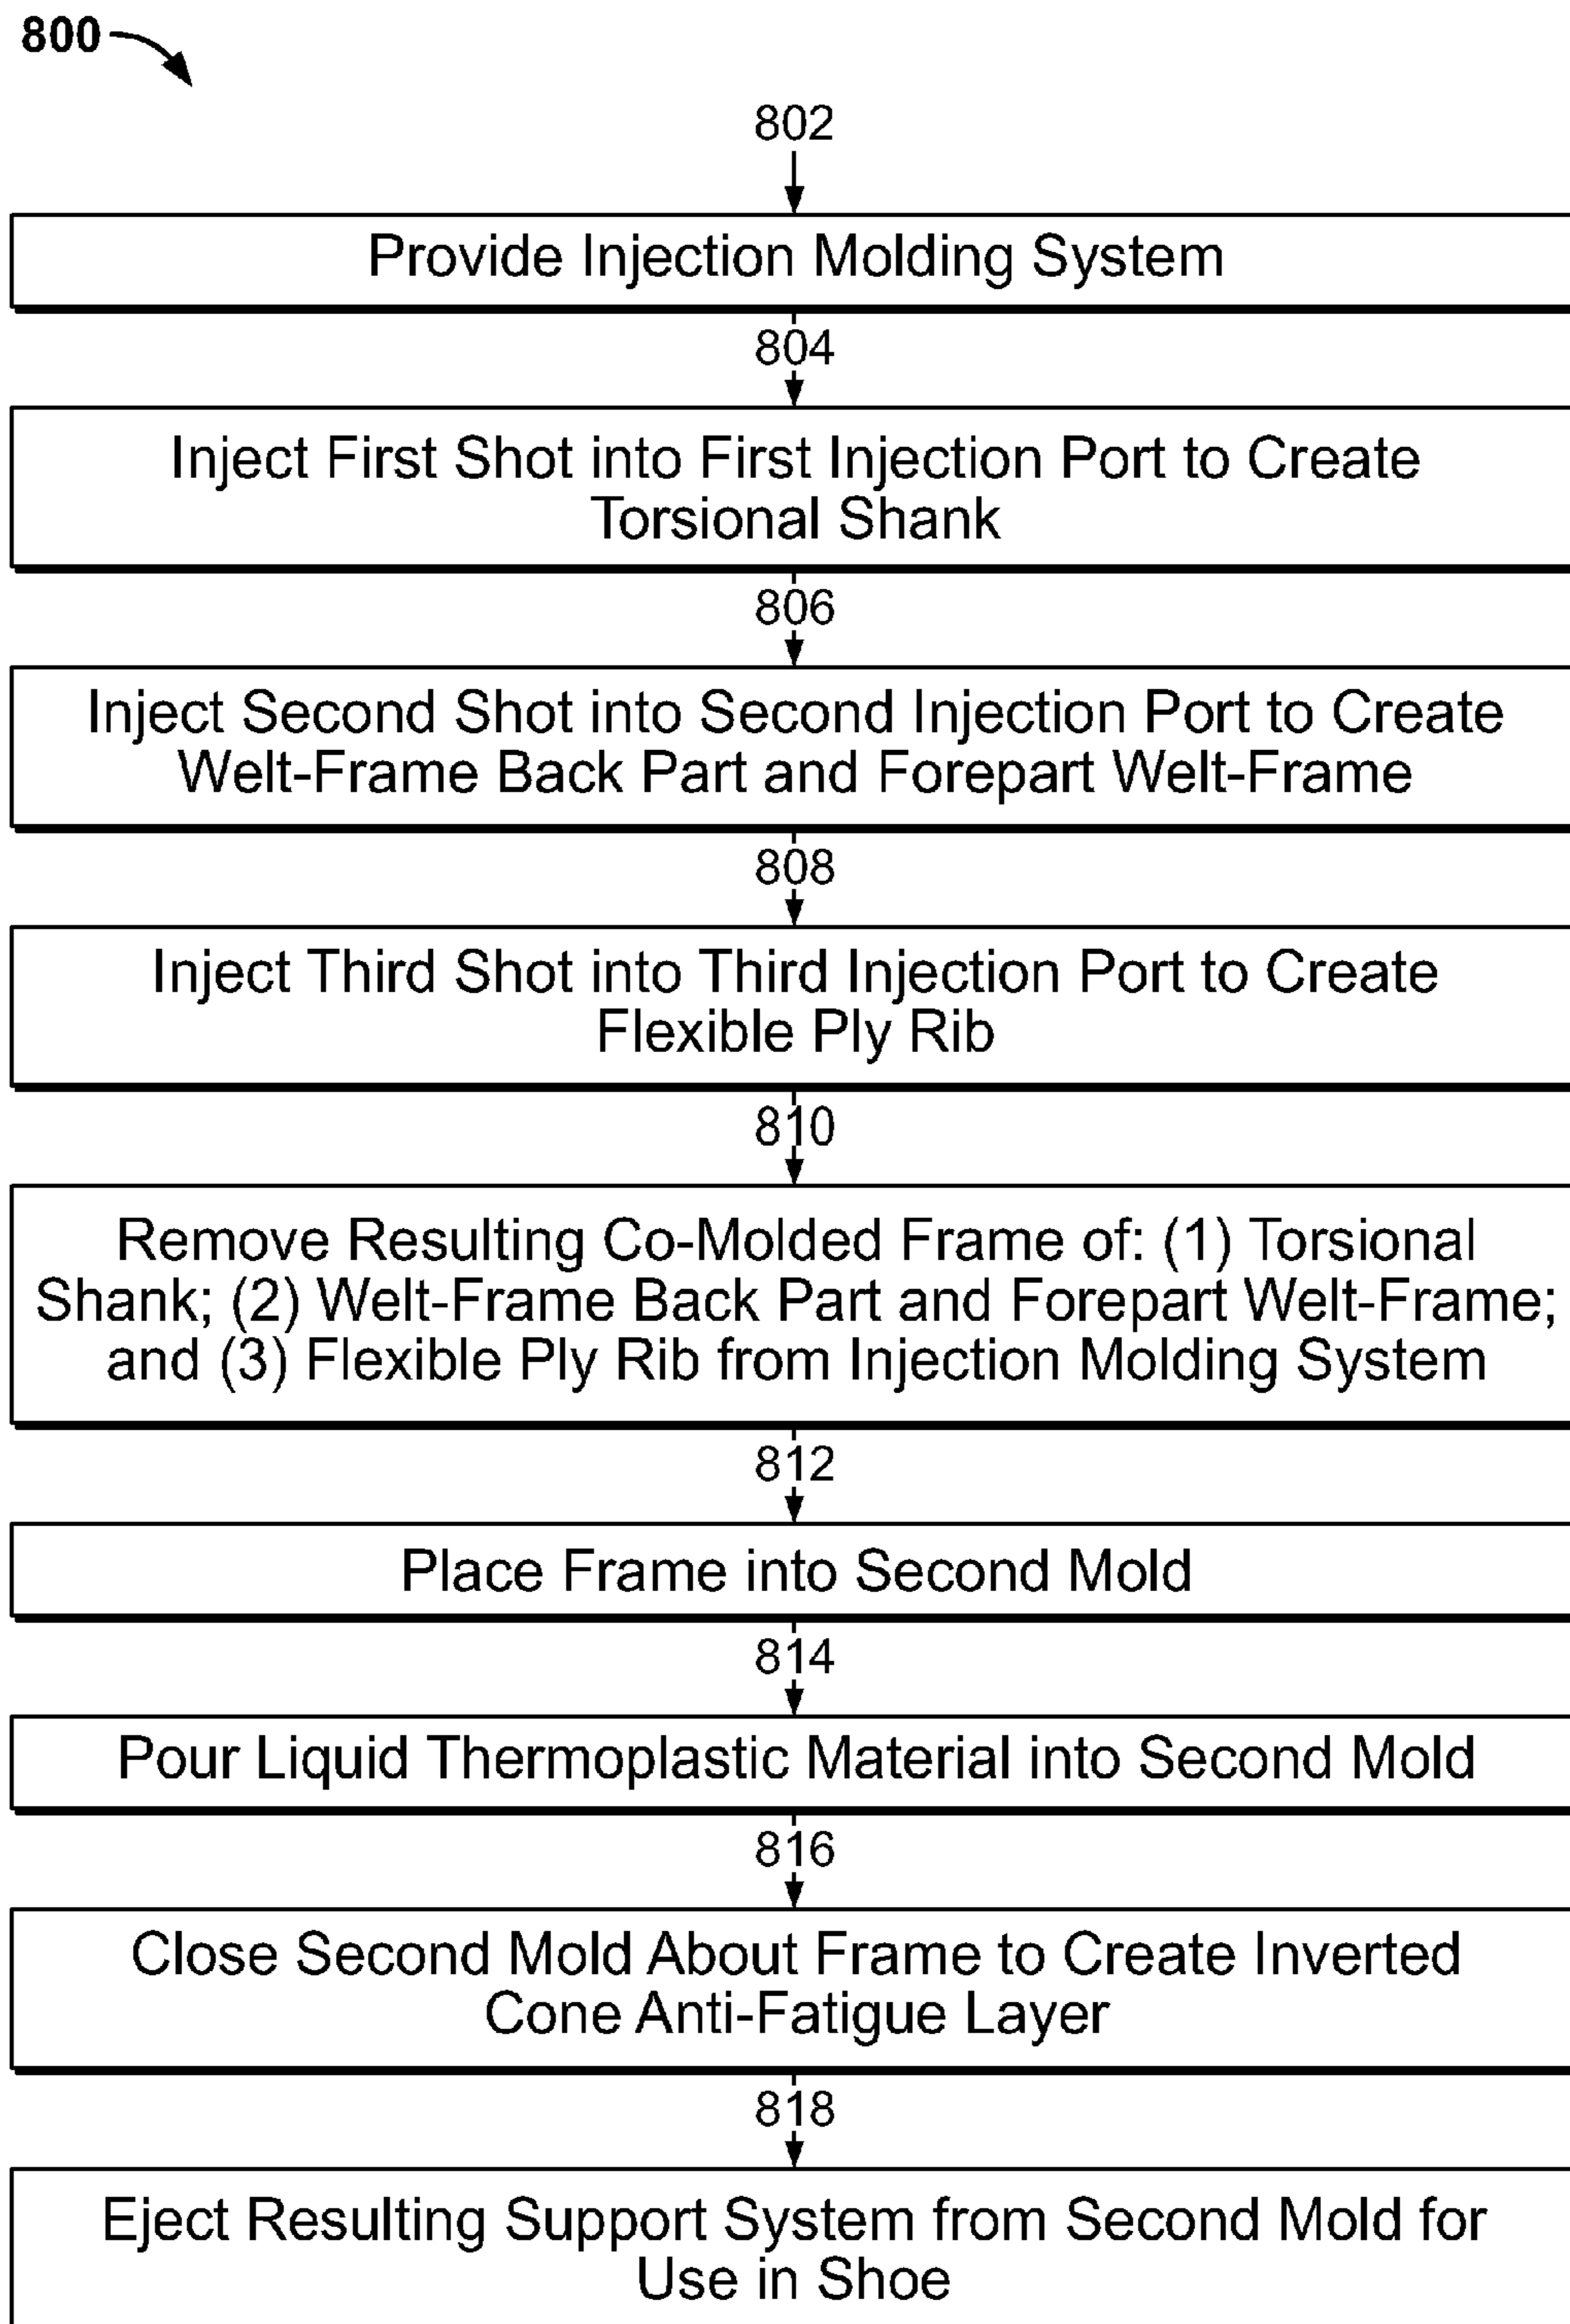 800
802
Provide Injection Molding System
804
Inject First Shot into First Injection Port to Create
Torsional Shank
806
Inject Second Shot into Second Injection Port to Create
Welt-Frame Back Part and Forepart Welt-Frame
808
Inject Third Shot into Third Injection Port to Create
Flexible Ply Rib
810
Remove Resulting Co-Molded Frame of: (1) Torsional
Shank; (2) Welt-Frame Back Part and Forepart Welt-Frame;
and (3) Flexible Ply Rib from Injection Molding System
812
Place Frame into Second Mold
814
Pour Liquid Thermoplastic Material into Second Mold
816
Close Second Mold About Frame to Create Inverted
Cone Anti-Fatigue Layer
818
Eject Resulting Support System from Second Mold for
Use in Shoe